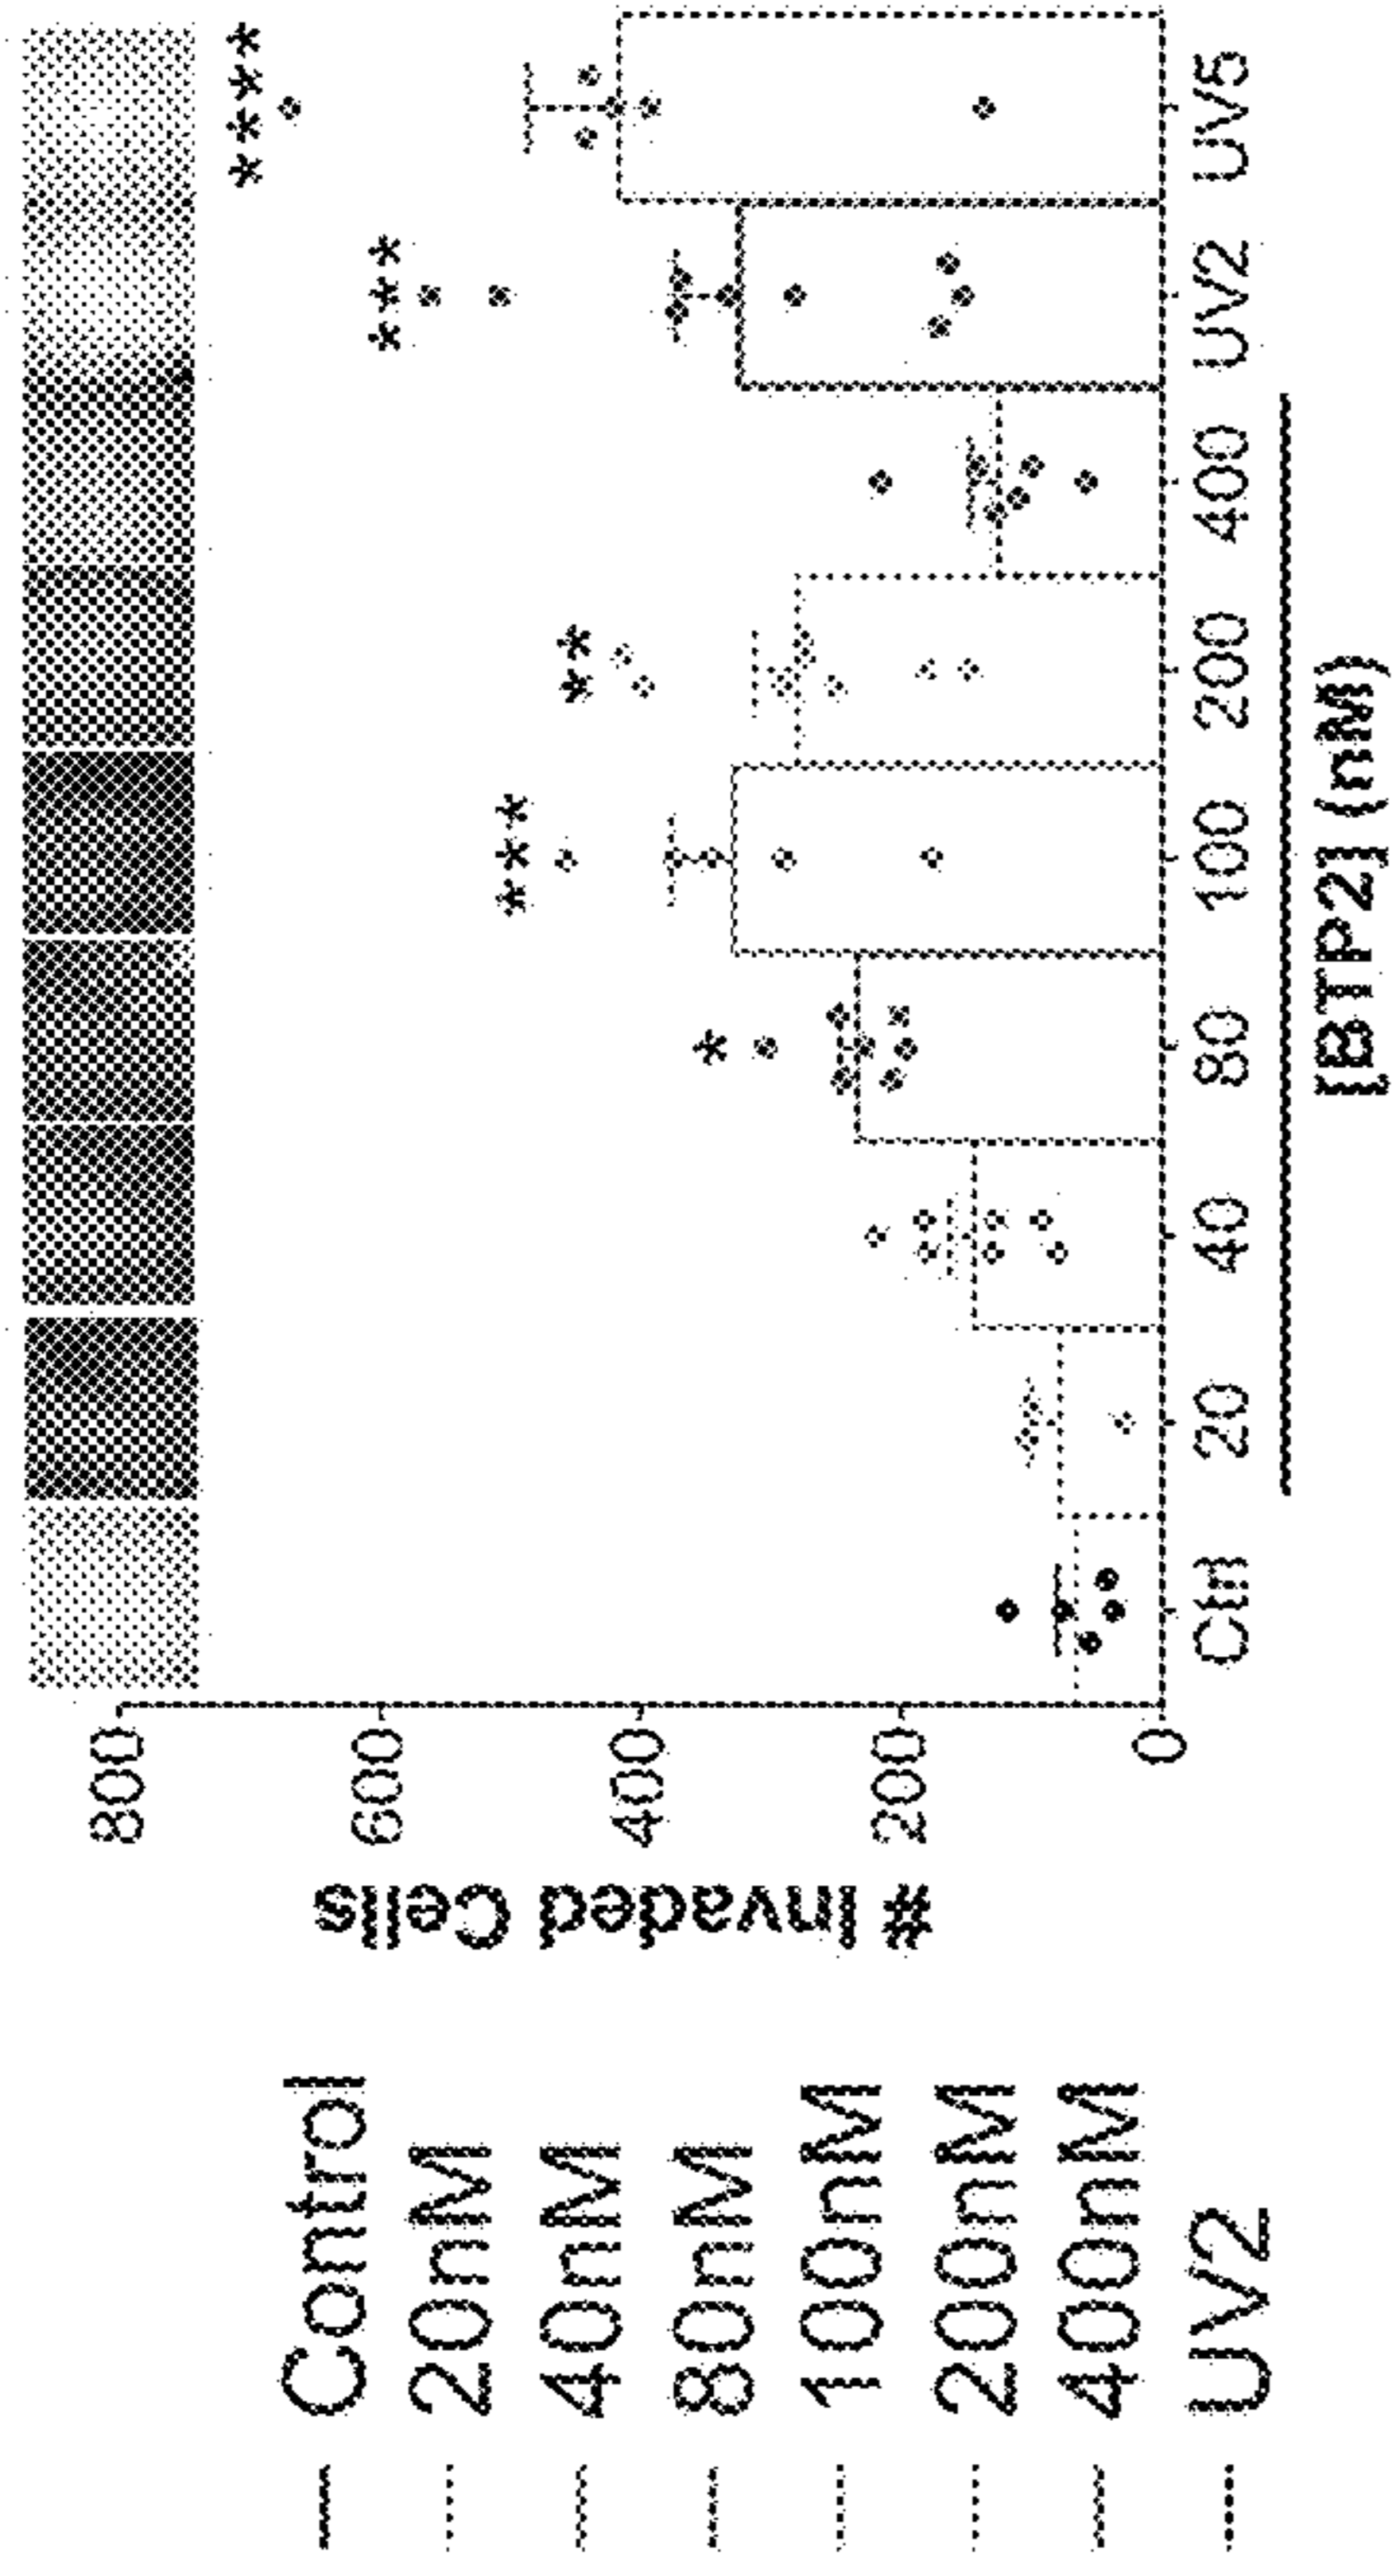 Control
20nM
40nM
80nM
100nM
200nM
400nM
UV2
# Invaded Cells
800
600
400
200
0
****
***
**
***
*
Ctrl 20 40 80 100 200 400 UV2 UV5
[BTP2] (nM)